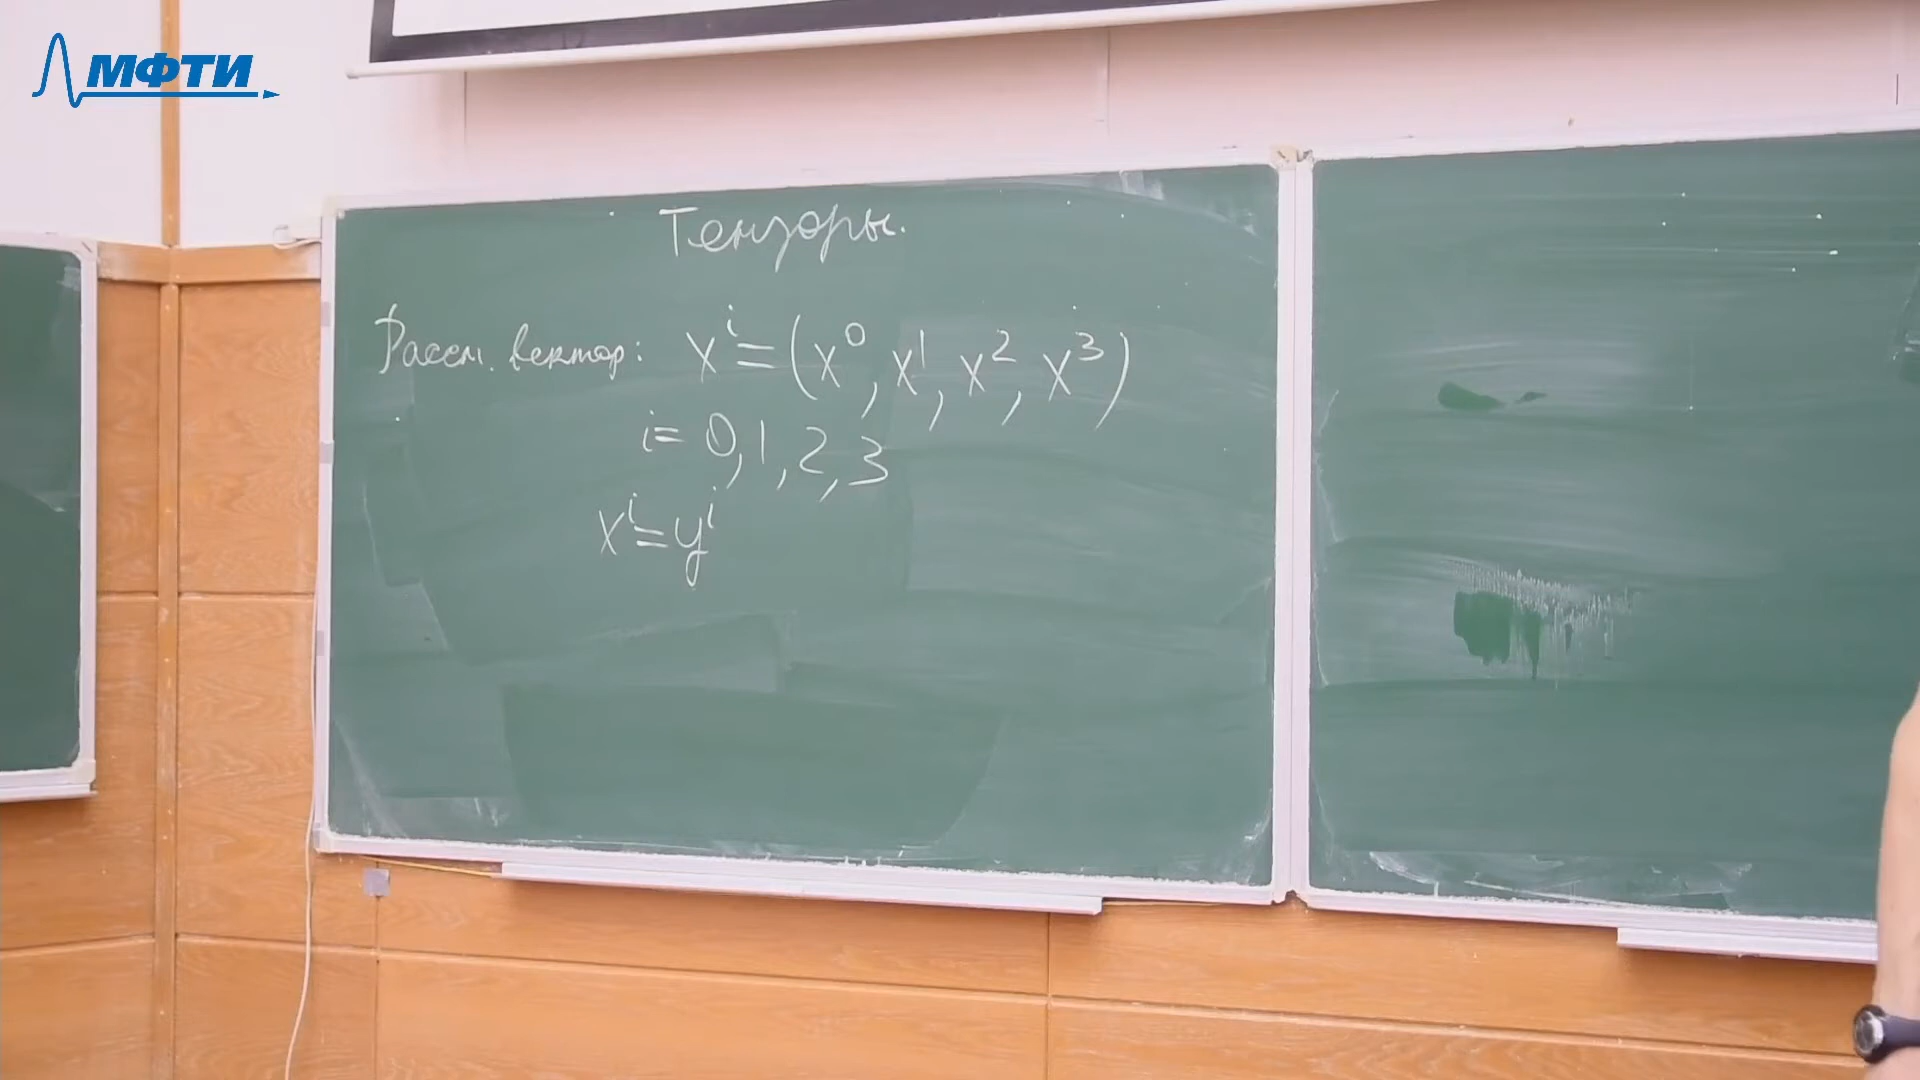 МФТИ
Тензоры.
Рассм. вектор: xⁱ = (x⁰, x¹, x², x³)
i = 0, 1, 2, 3
xⁱ = yⁱ